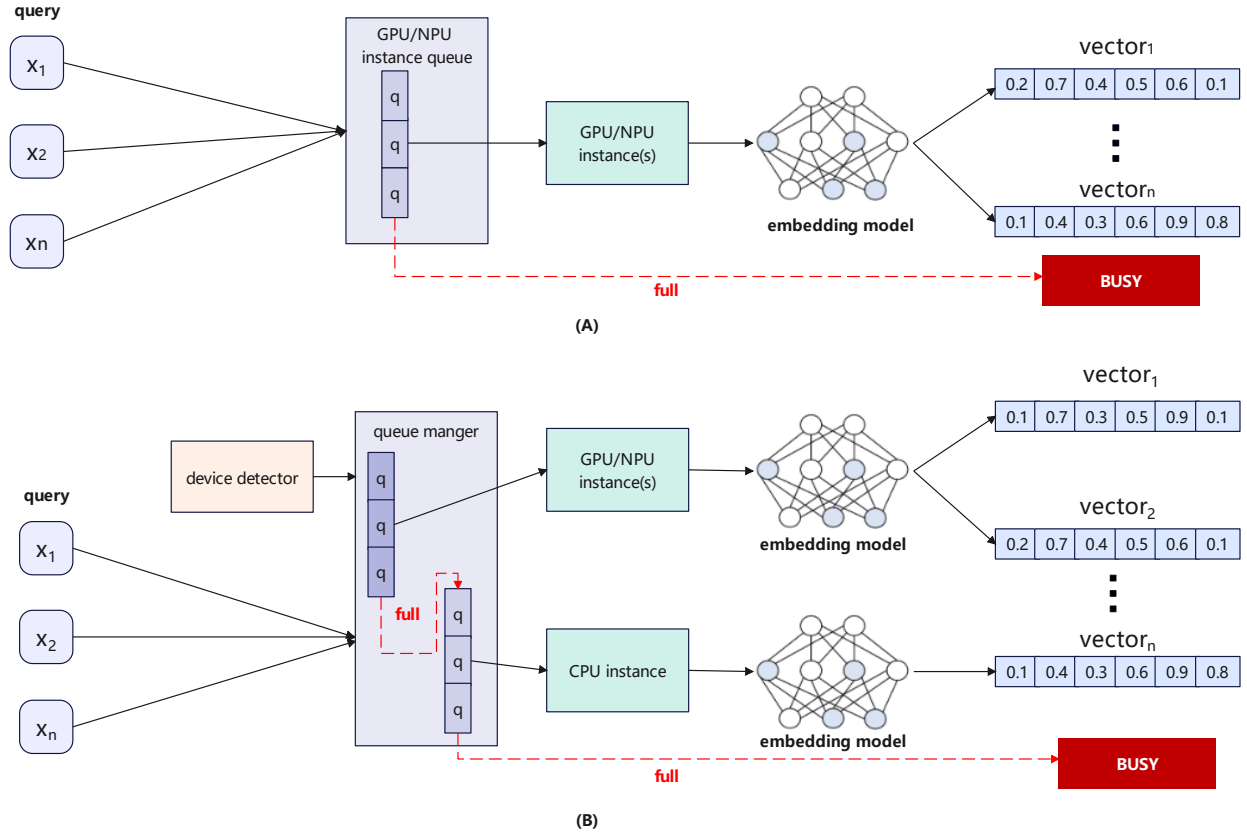 query
x1
x2
xn
GPU/NPU
instance queue
q
q
q
GPU/NPU
instance(s)
embedding model
vector1
0.2 0.7 0.4 0.5 0.6 0.1
vectorn
0.1 0.4 0.3 0.6 0.9 0.8
full
BUSY
(A)
query
x1
x2
xn
device detector
queue manger
q
q
q
full
q
q
q
GPU/NPU
instance(s)
embedding model
vector1
0.1 0.7 0.3 0.5 0.9 0.1
vector2
0.2 0.7 0.4 0.5 0.6 0.1
CPU instance
embedding model
vectorn
0.1 0.4 0.3 0.6 0.9 0.8
full
BUSY
(B)